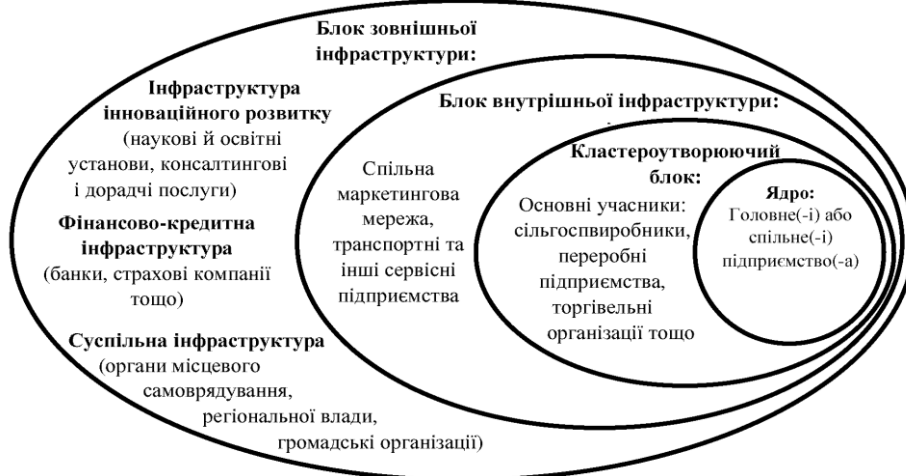 Блок зовнішньої
інфраструктури:
Інфраструктура
інноваційного розвитку
(наукові й освітні
установи, консалтингові
і дорадчі послуги)
Фінансово-кредитна
інфраструктура
(банки, страхові компанії
тощо)
Суспільна інфраструктура
(органи місцевого
самоврядування,
регіональної влади,
громадські організації)
Блок внутрішньої інфраструктури:
Спільна
маркетингова
мережа,
транспортні та
інші сервісні
підприємства
Кластероутворюючий
блок:
Основні учасники:
сільгоспвиробники,
переробні
підприємства,
торгівельні
організації тощо
Ядро:
Головне(-і) або
спільне(-і)
підприємство(-а)